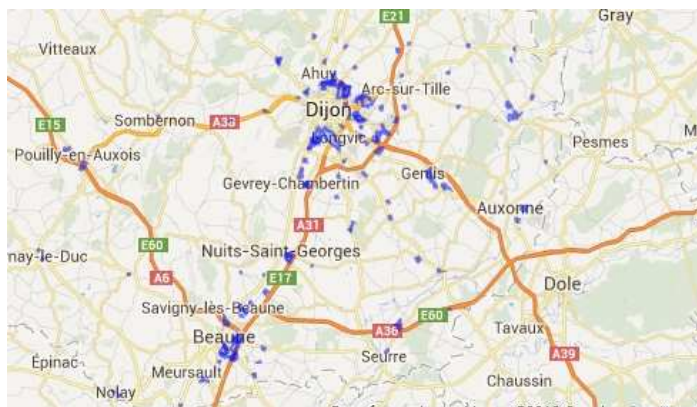 E21
Gray
Vitteaux
Ahuy
Arc-sur-Tille
Dijon
E15
Sombernon
A38
Longvic
Pesmes
Pouilly-en-Auxois
Genlis
Gevrey-Chambertin
Auxonne
A31
E60
Nuits-Saint-Georges
nay-le-Duc
A6
E17
Dole
Savigny-lès-Beaune
E60
Beaune
A36
Tavaux
Épinac
Seurre
A39
Meursault
Chaussin
Nolay